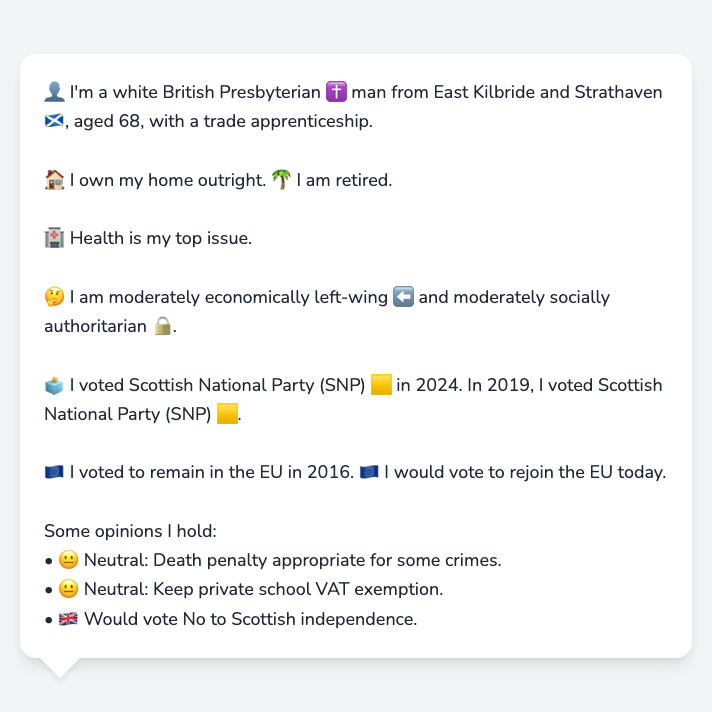 👤 I'm a white British Presbyterian ✝️ man from East Kilbride and Strathaven
🏴󠁧󠁢󠁳󠁣󠁴󠁿, aged 68, with a trade apprenticeship.
🏠 I own my home outright. 🌴 I am retired.
🏥 Health is my top issue.
🤔 I am moderately economically left-wing ⬅️ and moderately socially
authoritarian 🔒.
🗳️ I voted Scottish National Party (SNP) 🟨 in 2024. In 2019, I voted Scottish
National Party (SNP) 🟨.
🇪🇺 I voted to remain in the EU in 2016. 🇪🇺 I would vote to rejoin the EU today.
Some opinions I hold:
• 😐 Neutral: Death penalty appropriate for some crimes.
• 😐 Neutral: Keep private school VAT exemption.
• 🇬🇧 Would vote No to Scottish independence.